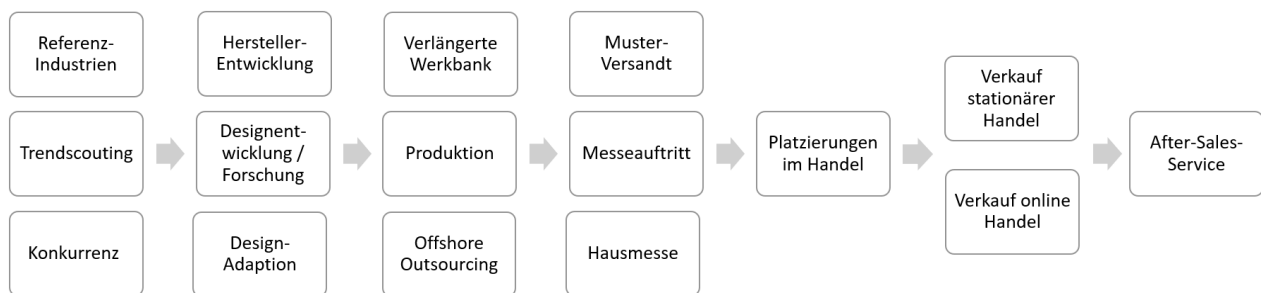 Referenz-
Industrien
Trendscouting
Konkurrenz
Hersteller-
Entwicklung
Designent-
wicklung /
Forschung
Design-
Adaption
Verlängerte
Werkbank
Produktion
Offshore
Outsourcing
Muster-
Versandt
Messeauftritt
Hausmesse
Platzierungen
im Handel
Verkauf
stationärer
Handel
Verkauf online
Handel
After-Sales-
Service